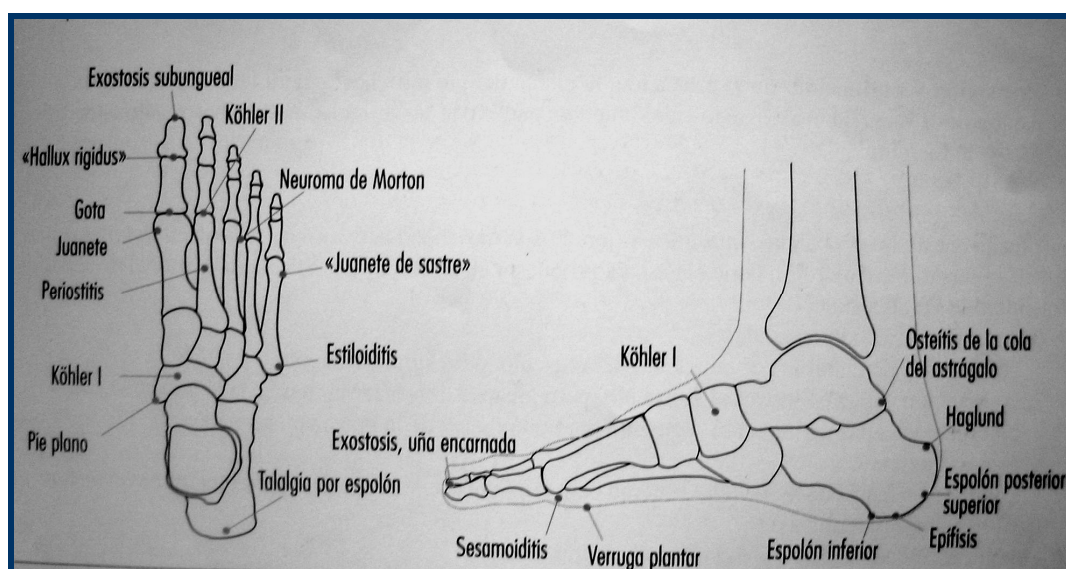 Exostosis subungueal
Köhler II
«Hallux rigidus»
Neuroma de Morton
Gota
Juanete
«Juanete de sastre»
Periostitis
Estiloiditis
Köhler I
Pie plano
Talalgia por espolón
Köhler I
Osteítis de la cola
del astrágalo
Haglund
Exostosis, uña encarnada
Espolón posterior
superior
Epífisis
Sesamoiditis
Verruga plantar
Espolón inferior